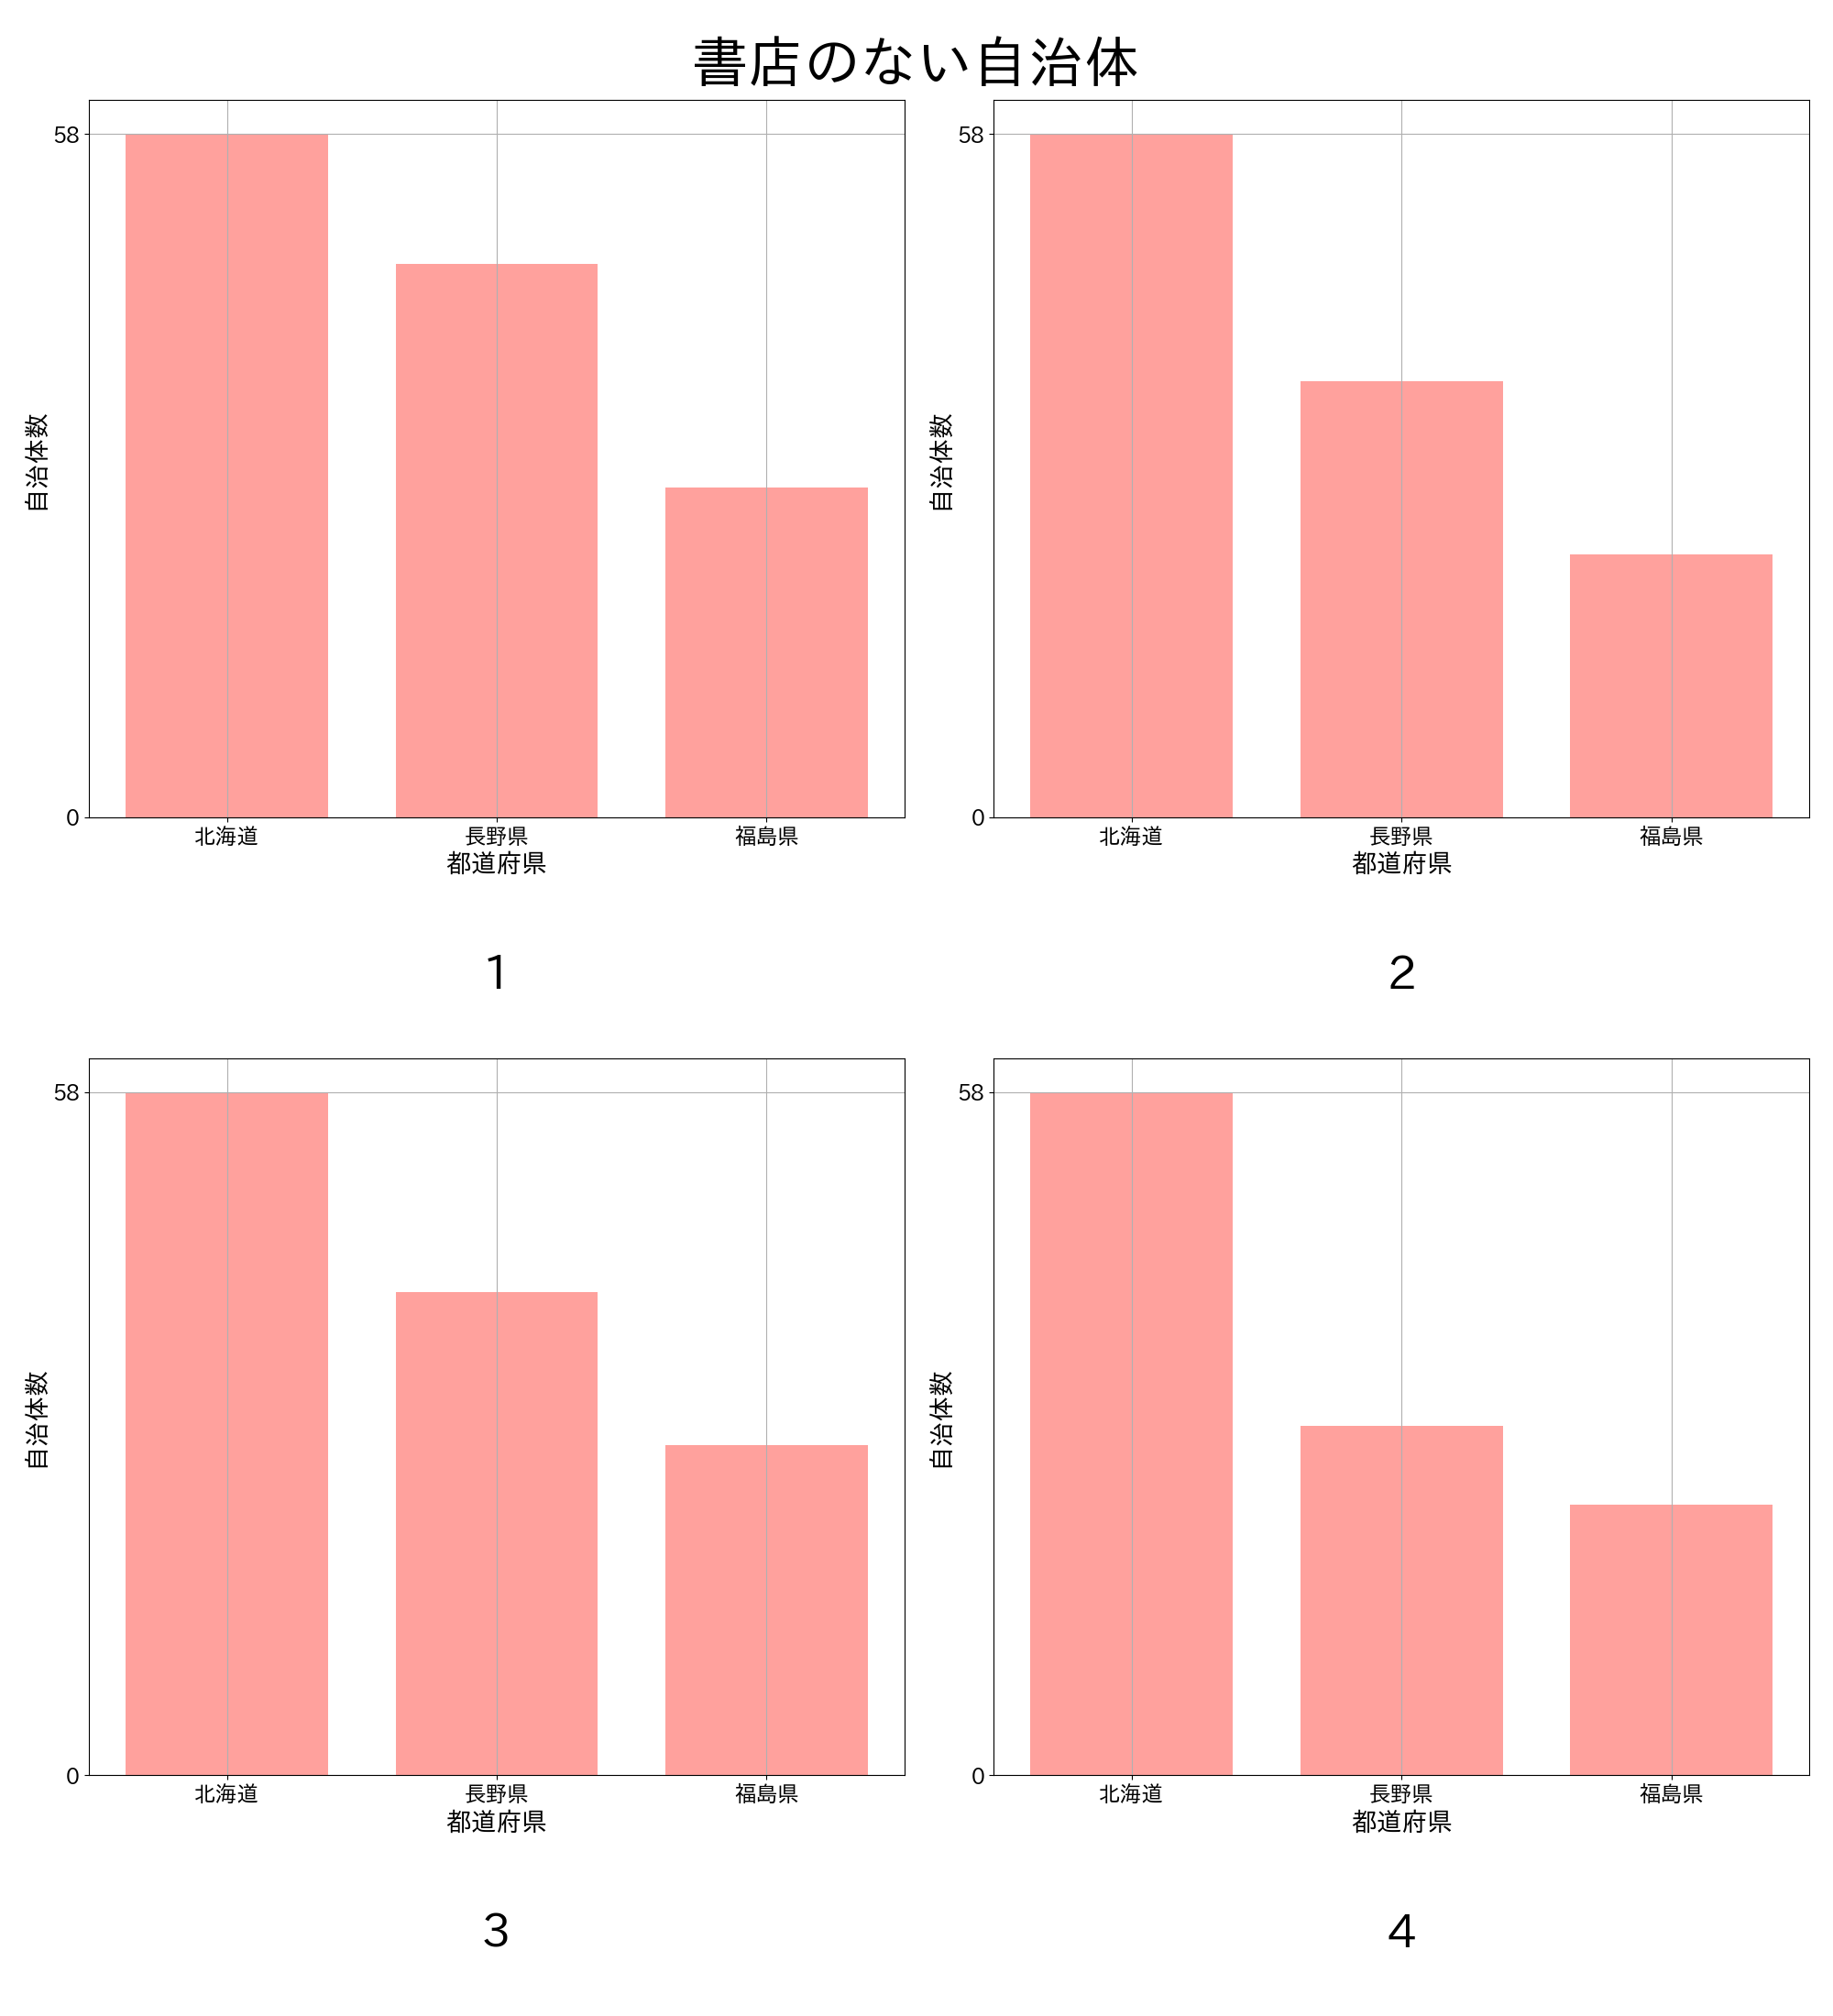 書店のない自治体
58
0
自治体数
北海道 長野県 福島県
都道府県
1
58
0
自治体数
北海道 長野県 福島県
都道府県
2
58
0
自治体数
北海道 長野県 福島県
都道府県
3
58
0
自治体数
北海道 長野県 福島県
都道府県
4